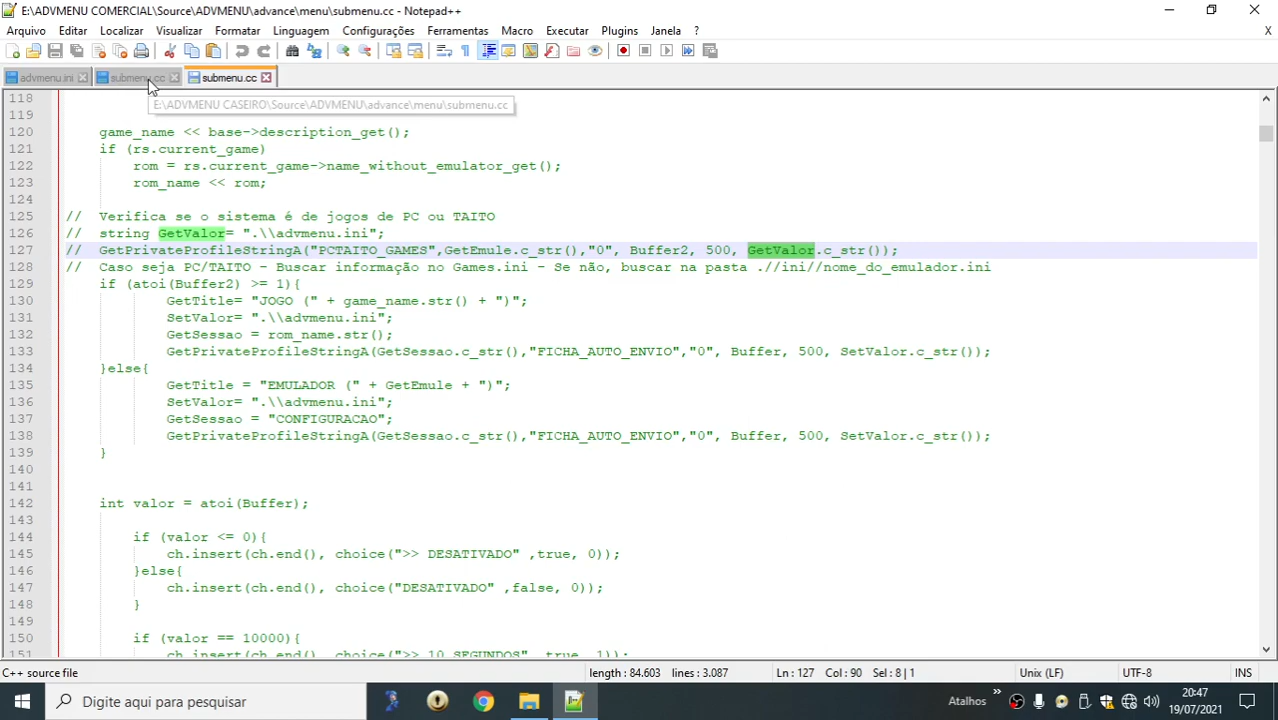 E:\ADVMENU COMERCIAL\Source\ADVMENU\advance\menu\submenu.cc - Notepad++
Arquivo Editar Localizar Visualizar Formatar Linguagem Configurações Ferramentas Macro Executar Plugins Janela ? X
advmenu.ini submenu.cc submenu.cc
E:\ADVMENU CASEIRO\Source\ADVMENU\advance\menu\submenu.cc
118
119
120 game_name << base->description_get();
121 if (rs.current_game)
122 rom = rs.current_game->name_without_emulator_get();
123 rom_name << rom;
124
125 // Verifica se o sistema é de jogos de PC ou TAITO
126 // string GetValor= ".\\advmenu.ini";
127 // GetPrivateProfileStringA("PCTAITO_GAMES",GetEmule.c_str(),"0", Buffer2, 500, GetValor.c_str());
128 // Caso seja PC/TAITO - Buscar informação no Games.ini - Se não, buscar na pasta .//ini//nome_do_emulador.ini
129 if (atoi(Buffer2) >= 1){
130 GetTitle= "JOGO (" + game_name.str() + ")";
131 SetValor= ".\\advmenu.ini";
132 GetSessao = rom_name.str();
133 GetPrivateProfileStringA(GetSessao.c_str(),"FICHA_AUTO_ENVIO","0", Buffer, 500, SetValor.c_str());
134 }else{
135 GetTitle = "EMULADOR (" + GetEmule + ")";
136 SetValor= ".\\advmenu.ini";
137 GetSessao = "CONFIGURACAO";
138 GetPrivateProfileStringA(GetSessao.c_str(),"FICHA_AUTO_ENVIO","0", Buffer, 500, SetValor.c_str());
139 }
140
141
142 int valor = atoi(Buffer);
143
144 if (valor <= 0){
145 ch.insert(ch.end(), choice(">> DESATIVADO" ,true, 0));
146 }else{
147 ch.insert(ch.end(), choice("DESATIVADO" ,false, 0));
148 }
149
150 if (valor == 10000){
151 ch.insert(ch.end(), choice(">> 10 SEGUNDOS" ,true, 1));
C++ source file length : 84.603 lines : 3.087 Ln : 127 Col : 90 Sel : 8 | 1 Unix (LF) UTF-8 INS
Digite aqui para pesquisar Atalhos » 20:47
19/07/2021